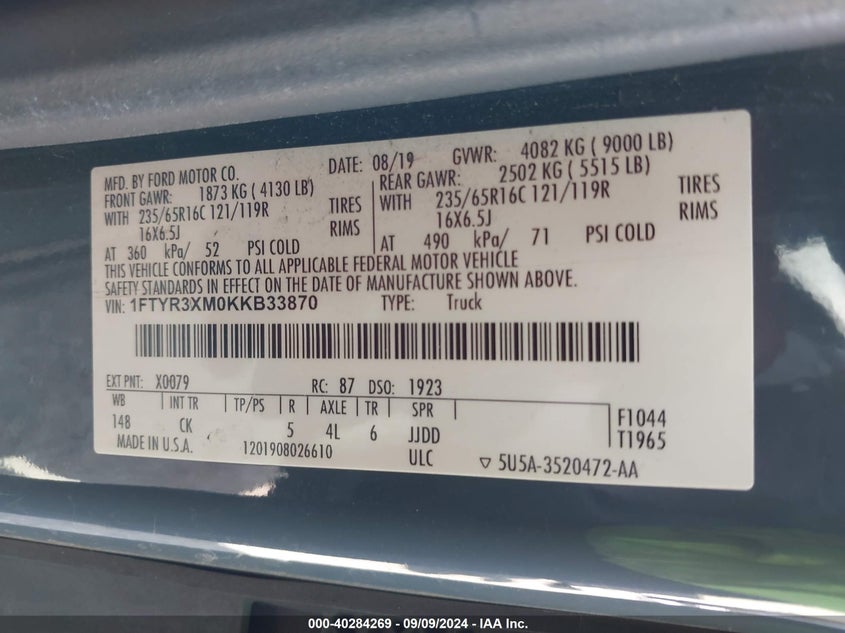 MFD. BY FORD MOTOR CO. DATE: 08/19 GVWR: 4082 KG ( 9000 LB)
FRONT GAWR: 1873 KG ( 4130 LB) REAR GAWR: 2502 KG ( 5515 LB)
WITH 235/65R16C 121/119R TIRES WITH 235/65R16C 121/119R TIRES
16X6.5J RIMS 16X6.5J RIMS
AT 360 kPa/ 52 PSI COLD AT 490 kPa/ 71 PSI COLD
THIS VEHICLE CONFORMS TO ALL APPLICABLE FEDERAL MOTOR VEHICLE
SAFETY STANDARDS IN EFFECT ON THE DATE OF MANUFACTURE SHOWN ABOVE.
VIN: 1FTYR3XM0KKB33870 TYPE: Truck
EXT PNT: X0079 RC: 87 DSO: 1923
WB INT TR TP/PS R AXLE TR SPR F1044
148 CK 5 4L 6 JJDD T1965
MADE IN U.S.A. 1201908026610 ULC ▽ 5U5A-3520472-AA
000-40284269 - 09/09/2024 - IAA Inc.